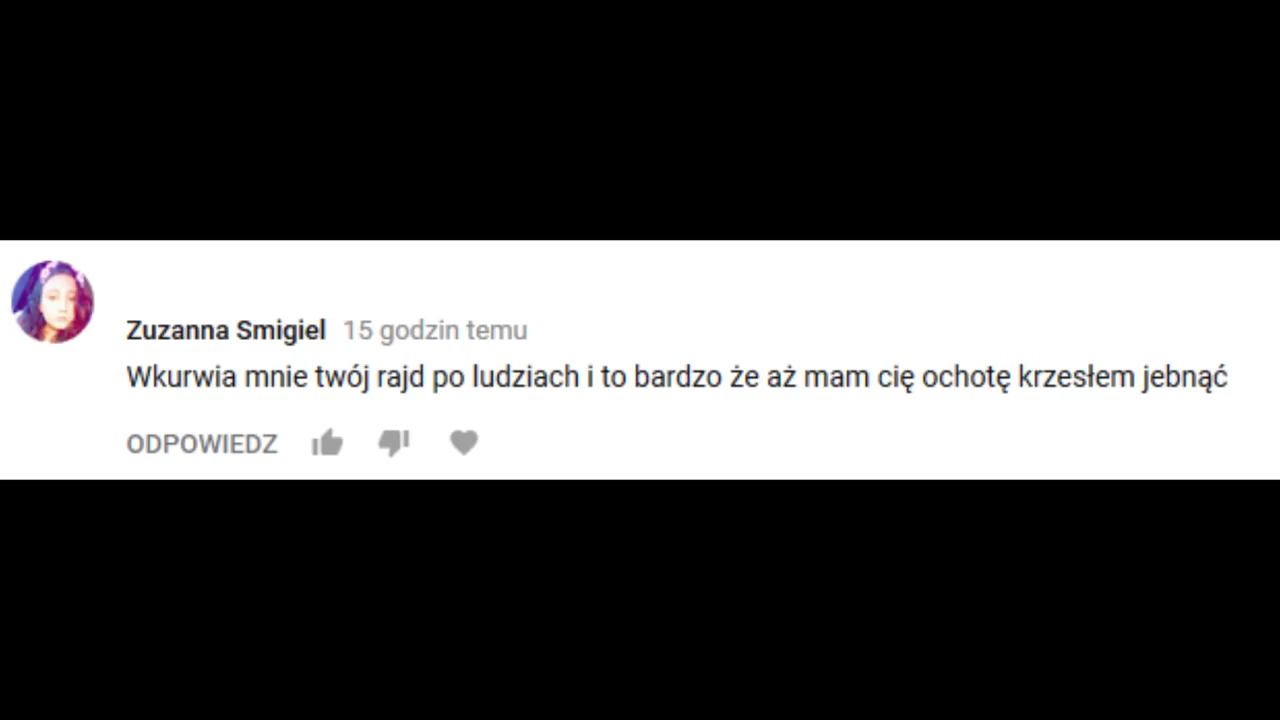 Zuzanna Smigiel 15 godzin temu
Wkurwia mnie twój rajd po ludziach i to bardzo że aż mam cię ochotę krzesłem jebnąć
ODPOWIEDZ